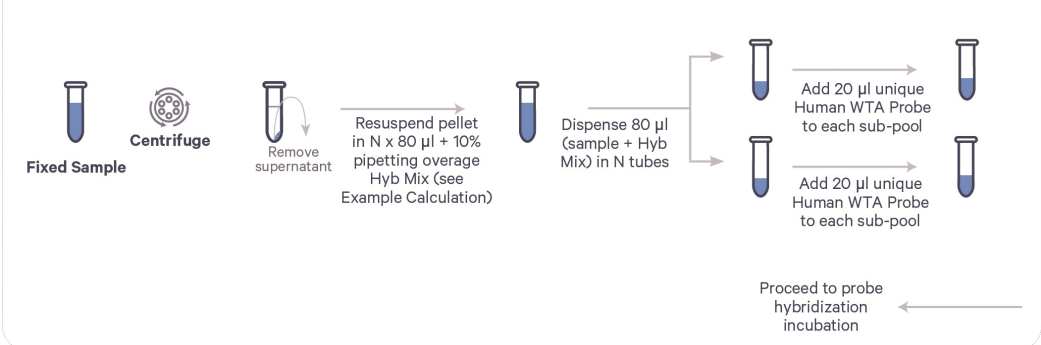 Fixed Sample
Centrifuge
Remove
supernatant
Resuspend pellet
in N x 80 µl + 10%
pipetting overage
Hyb Mix (see
Example Calculation)
Dispense 80 µl
(sample + Hyb
Mix) in N tubes
Add 20 µl unique
Human WTA Probe
to each sub-pool
Add 20 µl unique
Human WTA Probe
to each sub-pool
Proceed to probe
hybridization
incubation